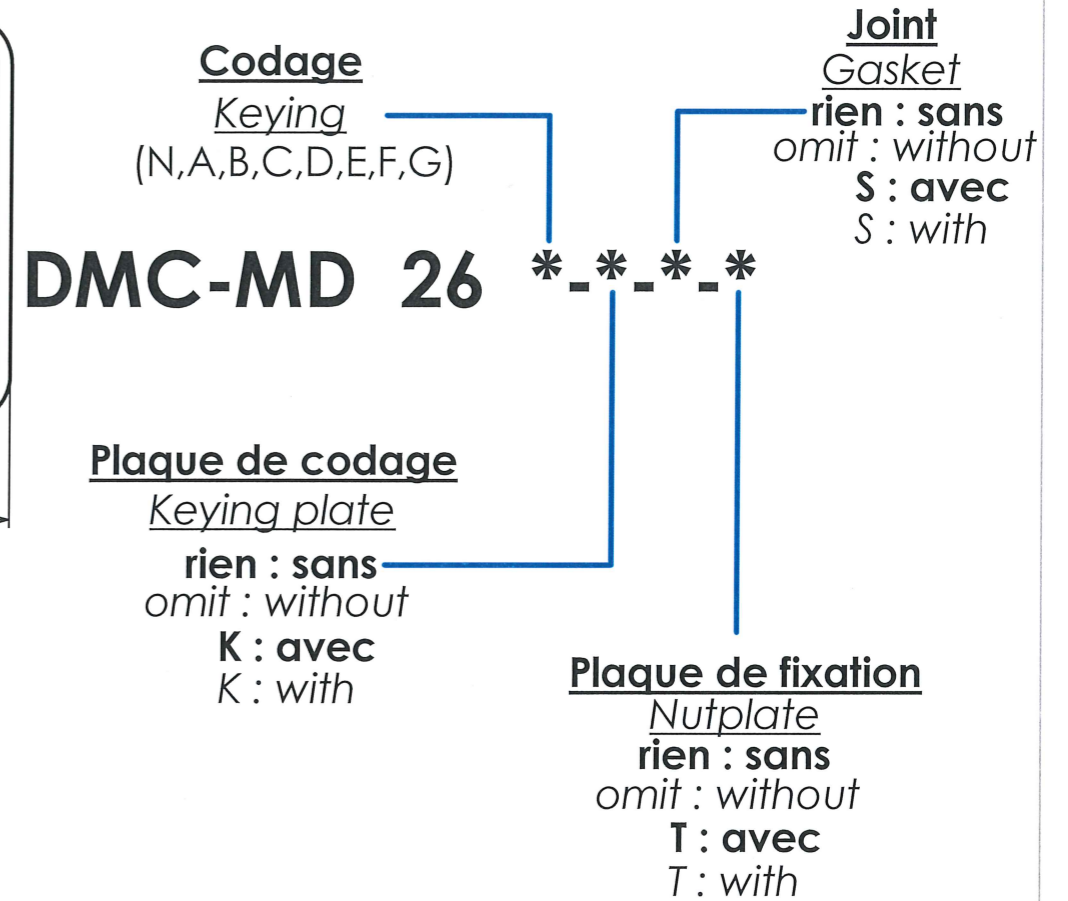 Codage
Keying
(N,A,B,C,D,E,F,G)
Joint
Gasket
rien : sans
omit : without
S : avec
S : with
DMC-MD 26 *-*-*-*
Plaque de codage
Keying plate
rien : sans
omit : without
K : avec
K : with
Plaque de fixation
Nutplate
rien : sans
omit : without
T : avec
T : with